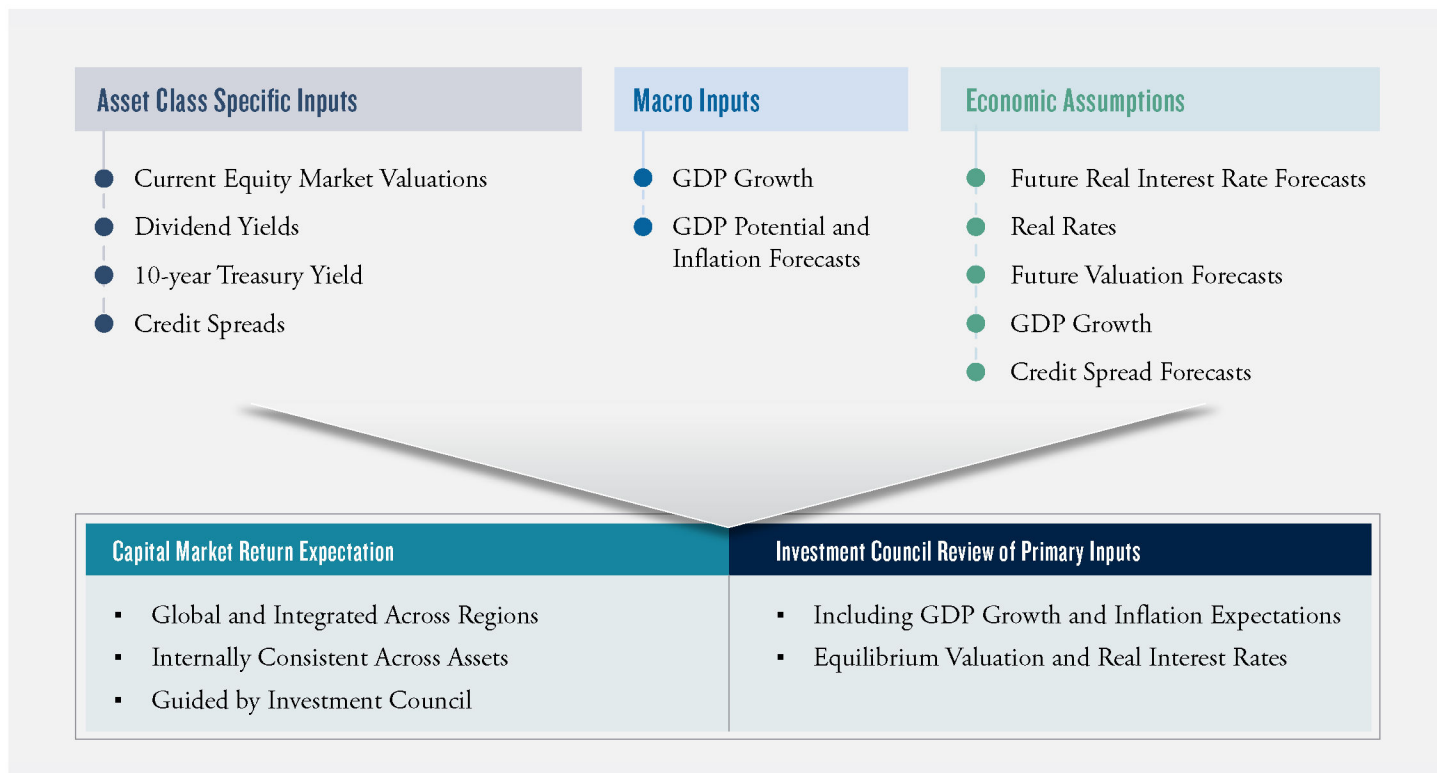 Asset Class Specific Inputs
Current Equity Market Valuations
Dividend Yields
10-year Treasury Yield
Credit Spreads
Macro Inputs
GDP Growth
GDP Potential and
Inflation Forecasts
Economic Assumptions
Future Real Interest Rate Forecasts
Real Rates
Future Valuation Forecasts
GDP Growth
Credit Spread Forecasts
Capital Market Return Expectation
▪ Global and Integrated Across Regions
▪ Internally Consistent Across Assets
▪ Guided by Investment Council
Investment Council Review of Primary Inputs
▪ Including GDP Growth and Inflation Expectations
▪ Equilibrium Valuation and Real Interest Rates